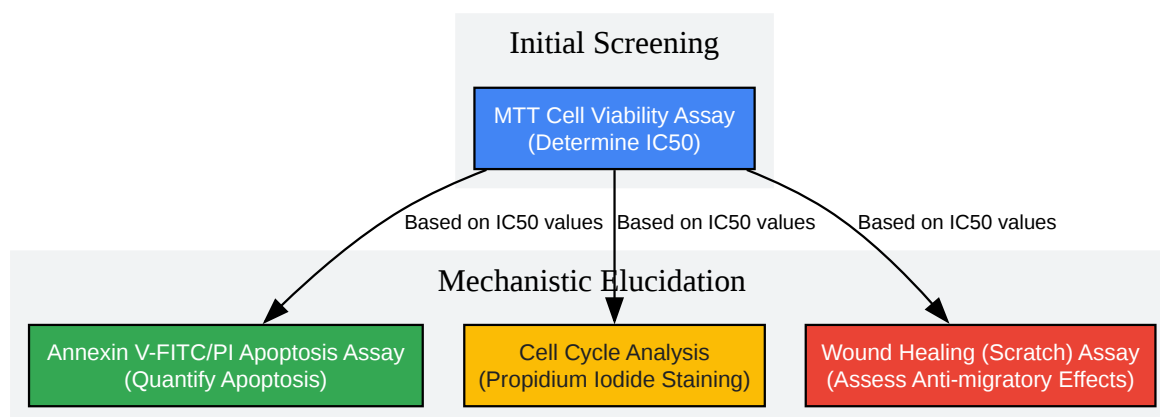 Initial Screening
MTT Cell Viability Assay
(Determine IC50)
Based on IC50 values
Based on IC50 values
Based on IC50 values
Mechanistic Elucidation
Annexin V-FITC/PI Apoptosis Assay
(Quantify Apoptosis)
Cell Cycle Analysis
(Propidium Iodide Staining)
Wound Healing (Scratch) Assay
(Assess Anti-migratory Effects)